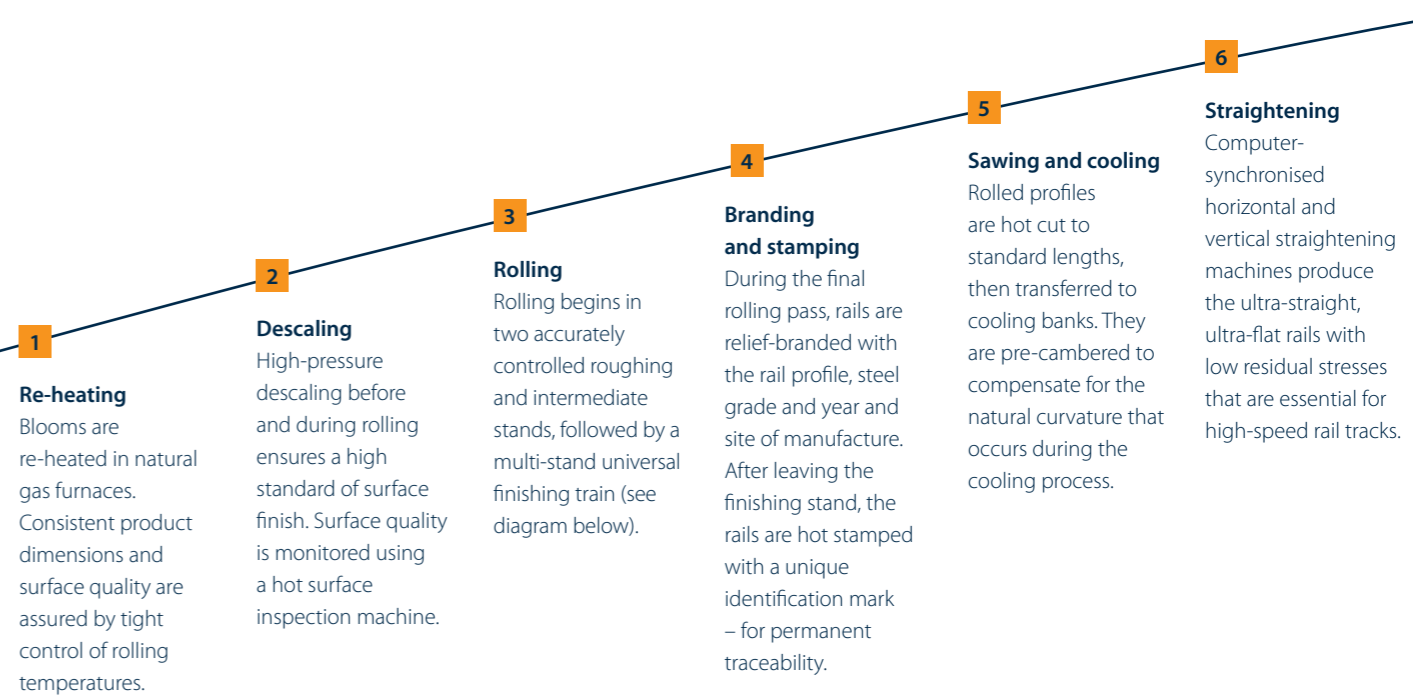 1
Re-heating
Blooms are
re-heated in natural
gas furnaces.
Consistent product
dimensions and
surface quality are
assured by tight
control of rolling
temperatures.
2
Descaling
High-pressure
descaling before
and during rolling
ensures a high
standard of surface
finish. Surface quality
is monitored using
a hot surface
inspection machine.
3
Rolling
Rolling begins in
two accurately
controlled roughing
and intermediate
stands, followed by a
multi-stand universal
finishing train (see
diagram below).
4
Branding
and stamping
During the final
rolling pass, rails are
relief-branded with
the rail profile, steel
grade and year and
site of manufacture.
After leaving the
finishing stand, the
rails are hot stamped
with a unique
identification mark
– for permanent
traceability.
5
Sawing and cooling
Rolled profiles
are hot cut to
standard lengths,
then transferred to
cooling banks. They
are pre-cambered to
compensate for the
natural curvature that
occurs during the
cooling process.
6
Straightening
Computer-
synchronised
horizontal and
vertical straightening
machines produce
the ultra-straight,
ultra-flat rails with
low residual stresses
that are essential for
high-speed rail tracks.